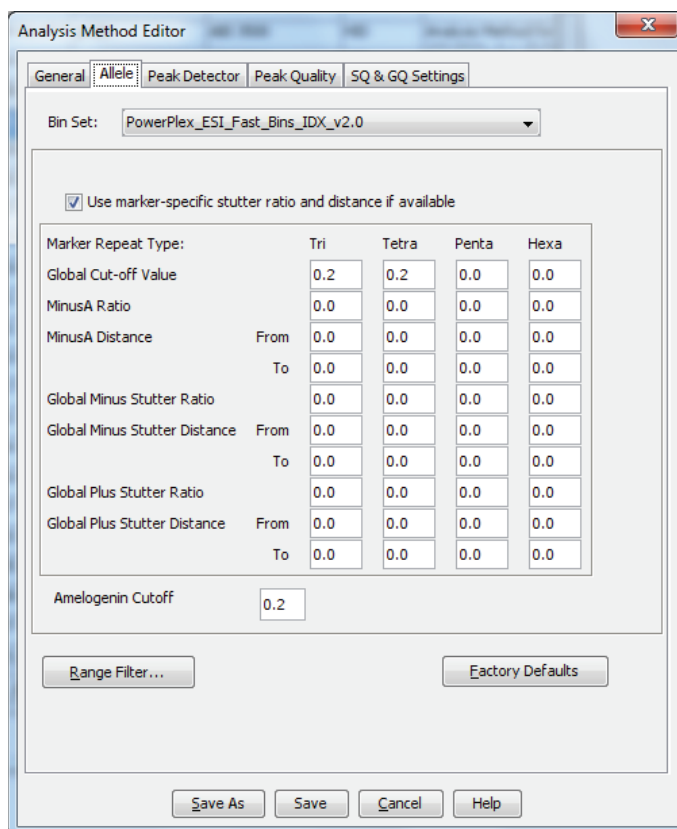 Analysis Method Editor
General Allele Peak Detector Peak Quality SQ & GQ Settings
Bin Set: PowerPlex_ESI_Fast_Bins_IDX_v2.0
Use marker-specific stutter ratio and distance if available
Marker Repeat Type: Tri Tetra Penta Hexa
Global Cut-off Value 0.2 0.2 0.0 0.0
MinusA Ratio 0.0 0.0 0.0 0.0
MinusA Distance From 0.0 0.0 0.0 0.0
To 0.0 0.0 0.0 0.0
Global Minus Stutter Ratio 0.0 0.0 0.0 0.0
Global Minus Stutter Distance From 0.0 0.0 0.0 0.0
To 0.0 0.0 0.0 0.0
Global Plus Stutter Ratio 0.0 0.0 0.0 0.0
Global Plus Stutter Distance From 0.0 0.0 0.0 0.0
To 0.0 0.0 0.0 0.0
Amelogenin Cutoff 0.2
Range Filter... Factory Defaults
Save As Save Cancel Help